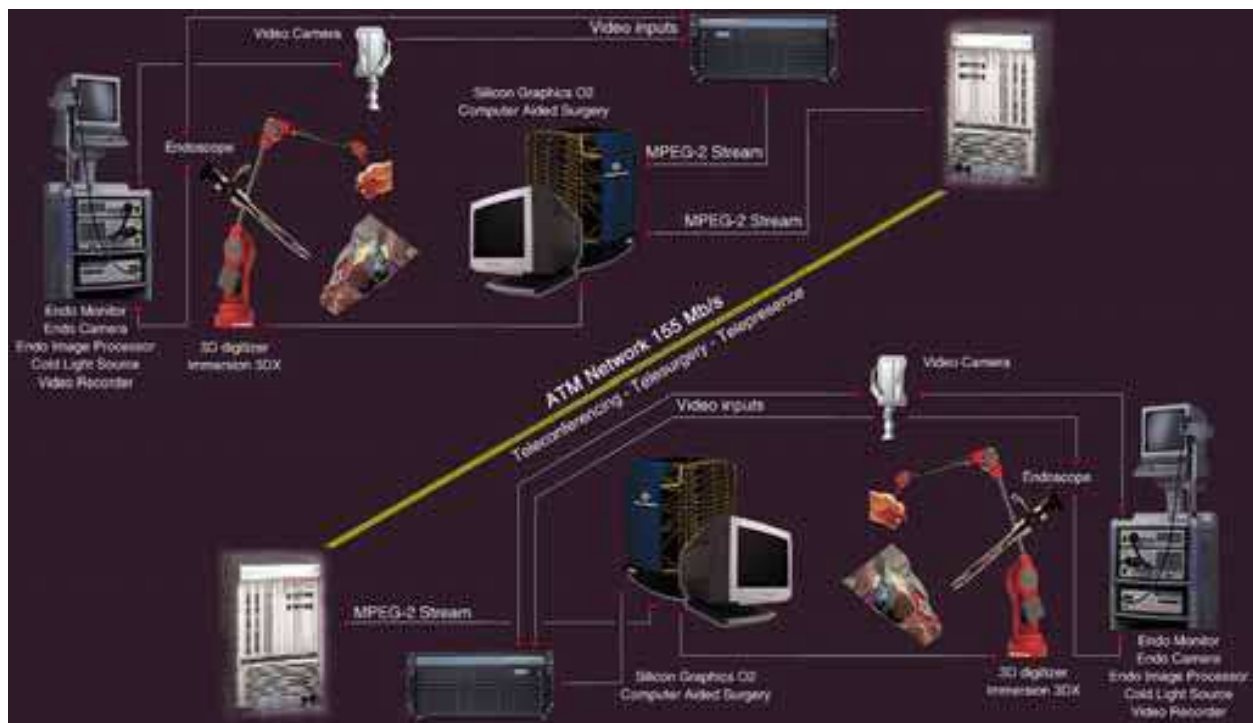 Video Camera
Video inputs
Silicon Graphics O2
Computer Aided Surgery
Endoscope
MPEG-2 Stream
MPEG-2 Stream
Endo Monitor
Endo Camera
Endo Image Processor
Cold Light Source
Video Recorder
3D digitizer
Immersion 3DX
ATM Network 155 Mb/s
Teleconferencing - Telesurgery - Telepresence
Video Camera
Video inputs
Endoscope
MPEG-2 Stream
Silicon Graphics O2
Computer Aided Surgery
3D digitizer
Immersion 3DX
Endo Monitor
Endo Camera
Endo Image Processor
Cold Light Source
Video Recorder